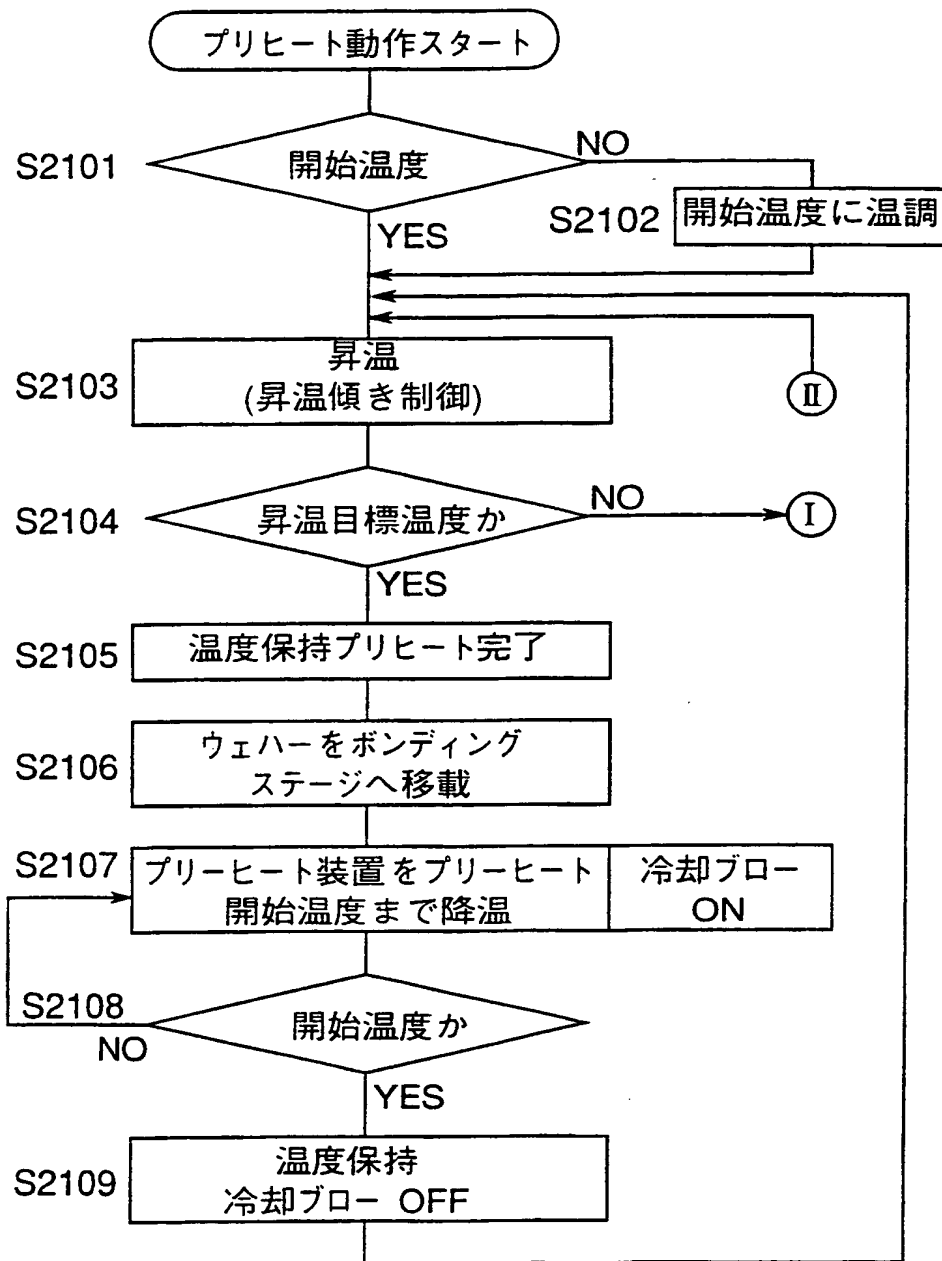 プリヒート動作スタート
S2101
開始温度
NO
YES
S2102
開始温度に温調
S2103
昇温
(昇温傾き制御)
Ⅱ
S2104
昇温目標温度か
NO
Ⅰ
YES
S2105
温度保持プリヒート完了
S2106
ウェハーをボンディング
ステージへ移載
S2107
プリーヒート装置をプリーヒート
開始温度まで降温
冷却ブロー
ON
S2108
開始温度か
NO
YES
S2109
温度保持
冷却ブロー OFF